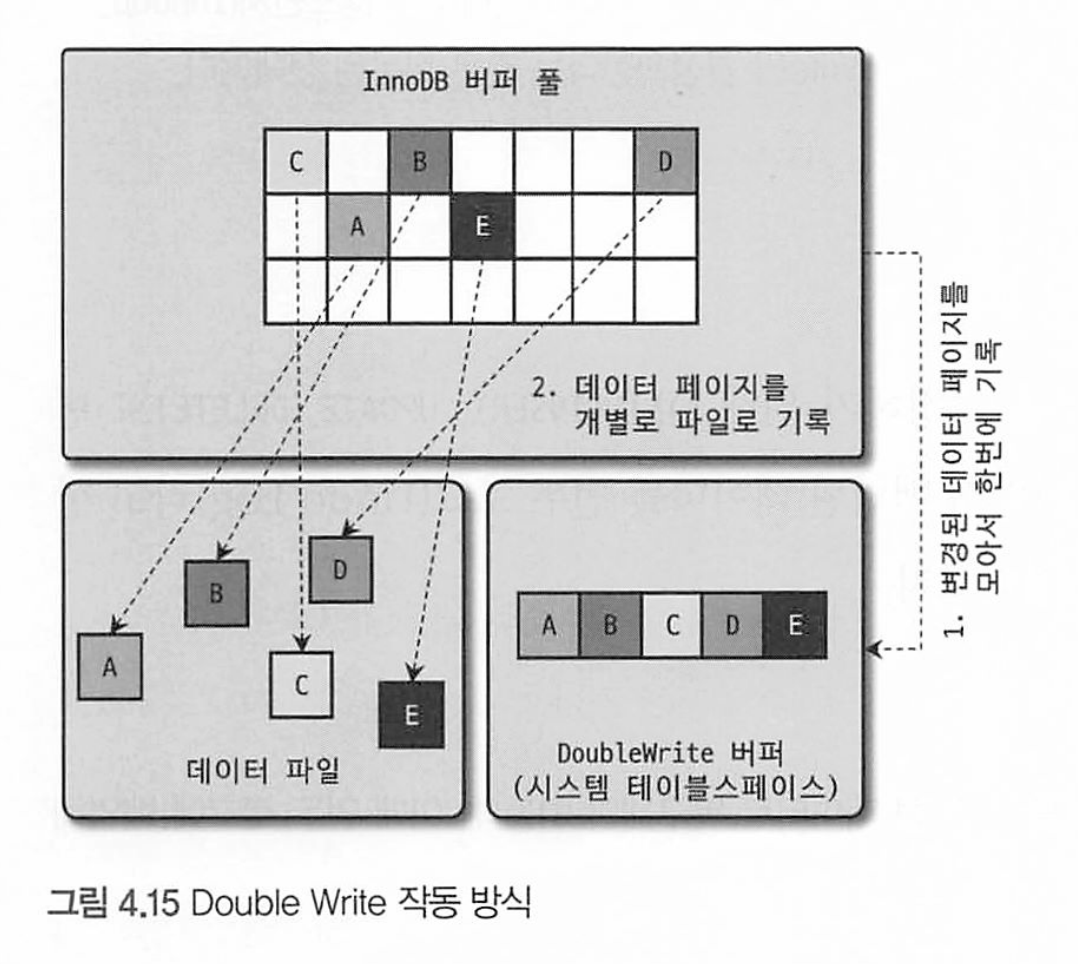 InnoDB 버퍼 풀
C
B
D
A
E
2. 데이터 페이지를
개별로 파일로 기록
1. 변경된 데이터 페이지를
모아서 한번에 기록
A
B
C
D
E
데이터 파일
A B C D E
DoubleWrite 버퍼
(시스템 테이블스페이스)
그림 4.15 Double Write 작동 방식